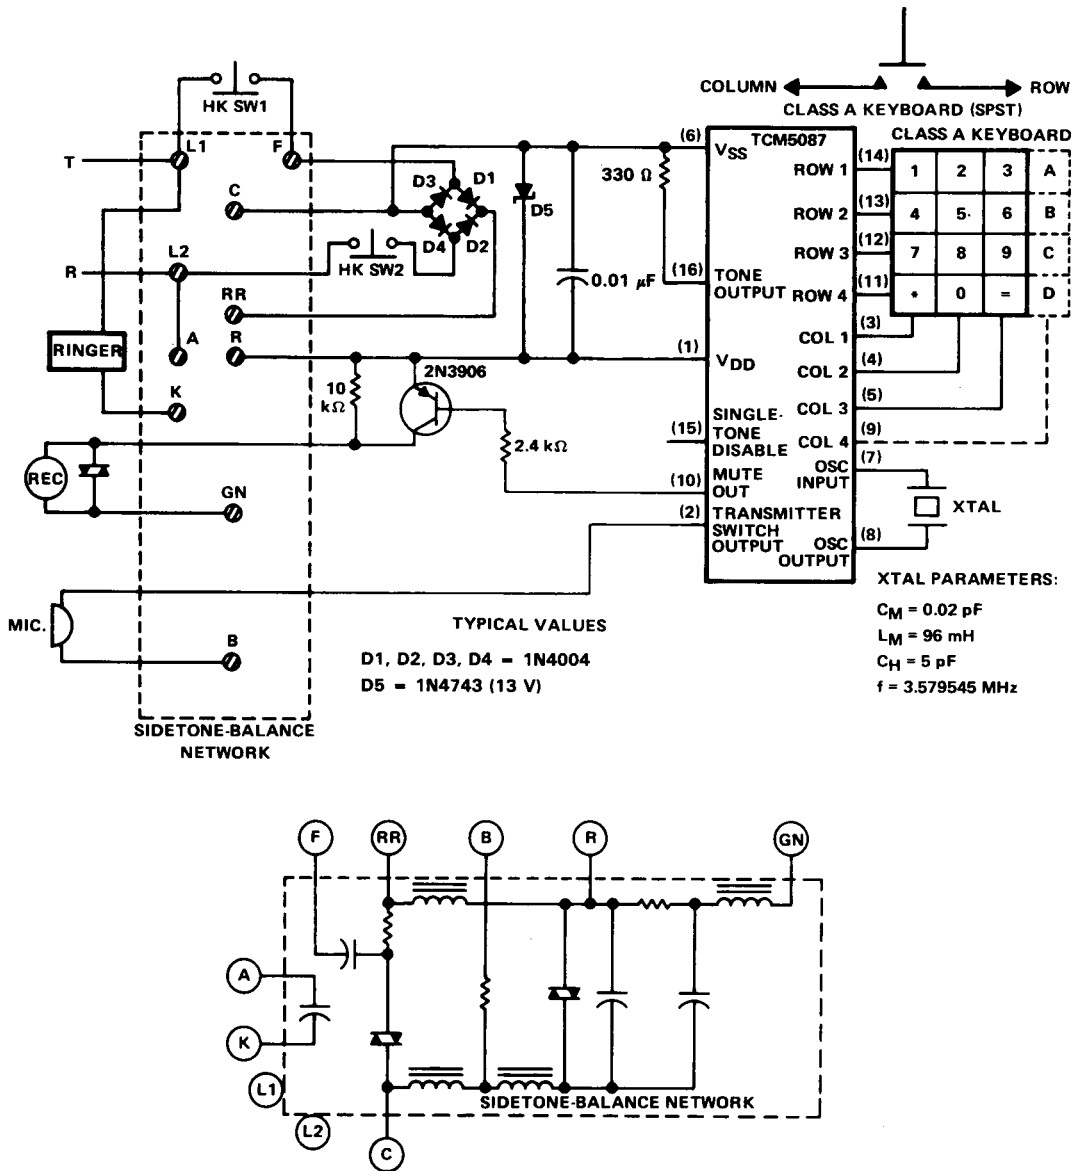 COLUMN
ROW
CLASS A KEYBOARD (SPST)
HK SW1
L1
F
T
C
D3
D1
D4
D2
D5
L2
HK SW2
R
RR
A
R
RINGER
K
10
kΩ
2N3906
2.4 kΩ
0.01 μF
330 Ω
REC
GN
MIC.
B
SIDETONE-BALANCE
NETWORK
TYPICAL VALUES
D1, D2, D3, D4 = 1N4004
D5 = 1N4743 (13 V)
TCM5087
(6)
VSS
(16)
TONE
OUTPUT
(1)
VDD
(15)
SINGLE-
TONE
DISABLE
(10)
MUTE
OUT
(2)
TRANSMITTER
SWITCH
OUTPUT
ROW 1
(14)
ROW 2
(13)
ROW 3
(12)
ROW 4
(11)
COL 1
(3)
COL 2
(4)
COL 3
(5)
COL 4
(9)
OSC
INPUT
(7)
OSC
OUTPUT
(8)
CLASS A KEYBOARD
1 2 3 A
4 5 6 B
7 8 9 C
* 0 = D
XTAL
XTAL PARAMETERS:
CM = 0.02 pF
LM = 96 mH
CH = 5 pF
f = 3.579545 MHz
F
RR
B
R
GN
A
K
L1
L2
C
SIDETONE-BALANCE NETWORK